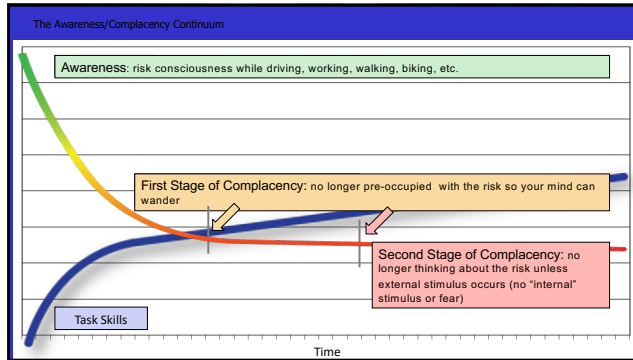 The Awareness/Complacency Continuum
Awareness: risk consciousness while driving, working, walking, biking, etc.
First Stage of Complacency: no longer pre-occupied with the risk so your mind can
wander
Second Stage of Complacency: no
longer thinking about the risk unless
external stimulus occurs (no “internal”
stimulus or fear)
Task Skills
Time